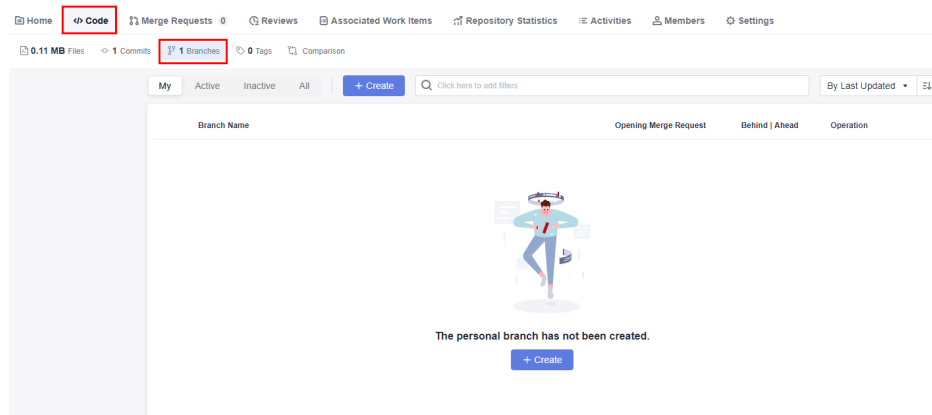 Home </> Code Merge Requests 0 Reviews Associated Work Items Repository Statistics Activities Members Settings
0.11 MB Files 1 Commits 1 Branches 0 Tags Comparison
My Active Inactive All + Create Click here to add filters By Last Updated
Branch Name Opening Merge Request Behind | Ahead Operation
The personal branch has not been created.
+ Create